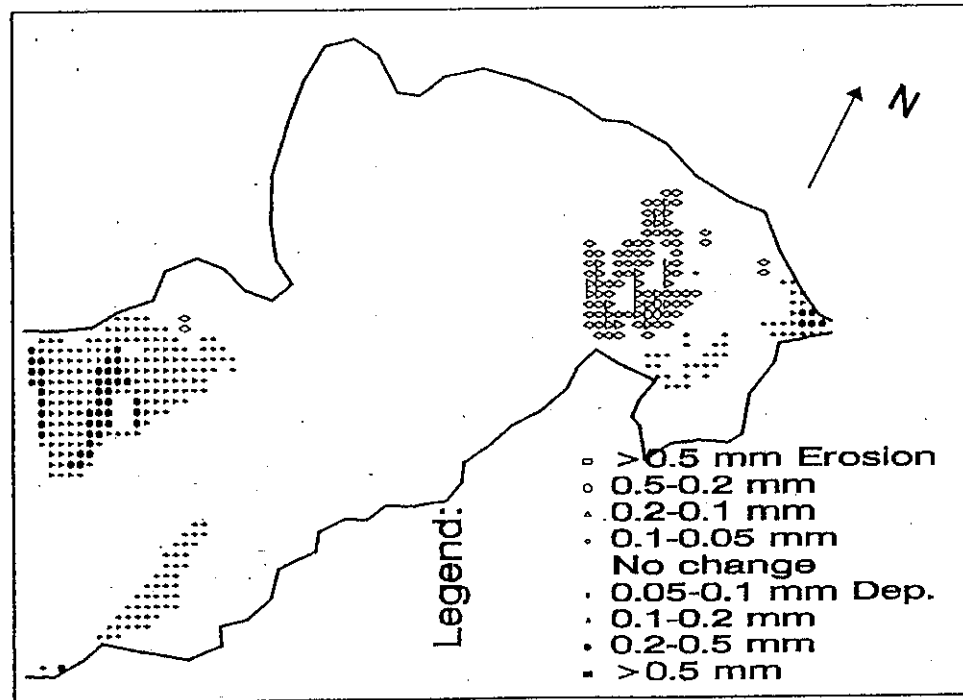 N
Legend:
>0.5 mm Erosion
0.5-0.2 mm
0.2-0.1 mm
0.1-0.05 mm
No change
0.05-0.1 mm Dep.
0.1-0.2 mm
0.2-0.5 mm
>0.5 mm